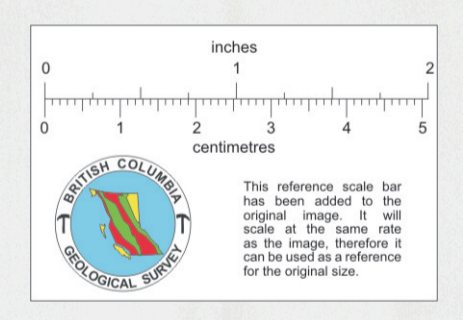 inches
0 1 2
0 1 2 3 4 5
centimetres
BRITISH COLUMBIA
GEOLOGICAL SURVEY
This reference scale bar
has been added to the
original image. It will
scale at the same rate
as the image, therefore it
can be used as a reference
for the original size.